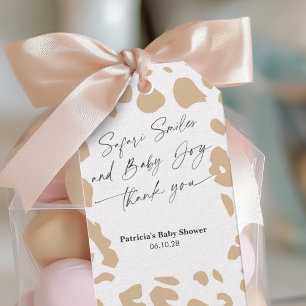 Safari Smiles
and Baby Joy
thank you
Patricia's Baby Shower
06.10.28